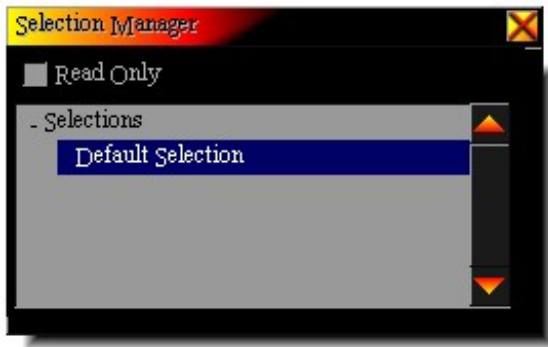 Selection Manager
Read Only
- Selections
Default Selection